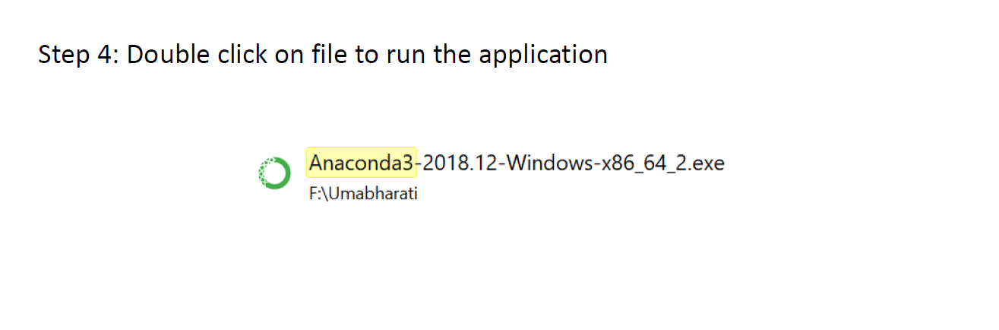 Step 4: Double click on file to run the application
Anaconda3-2018.12-Windows-x86_64_2.exe
F:\Umabharati